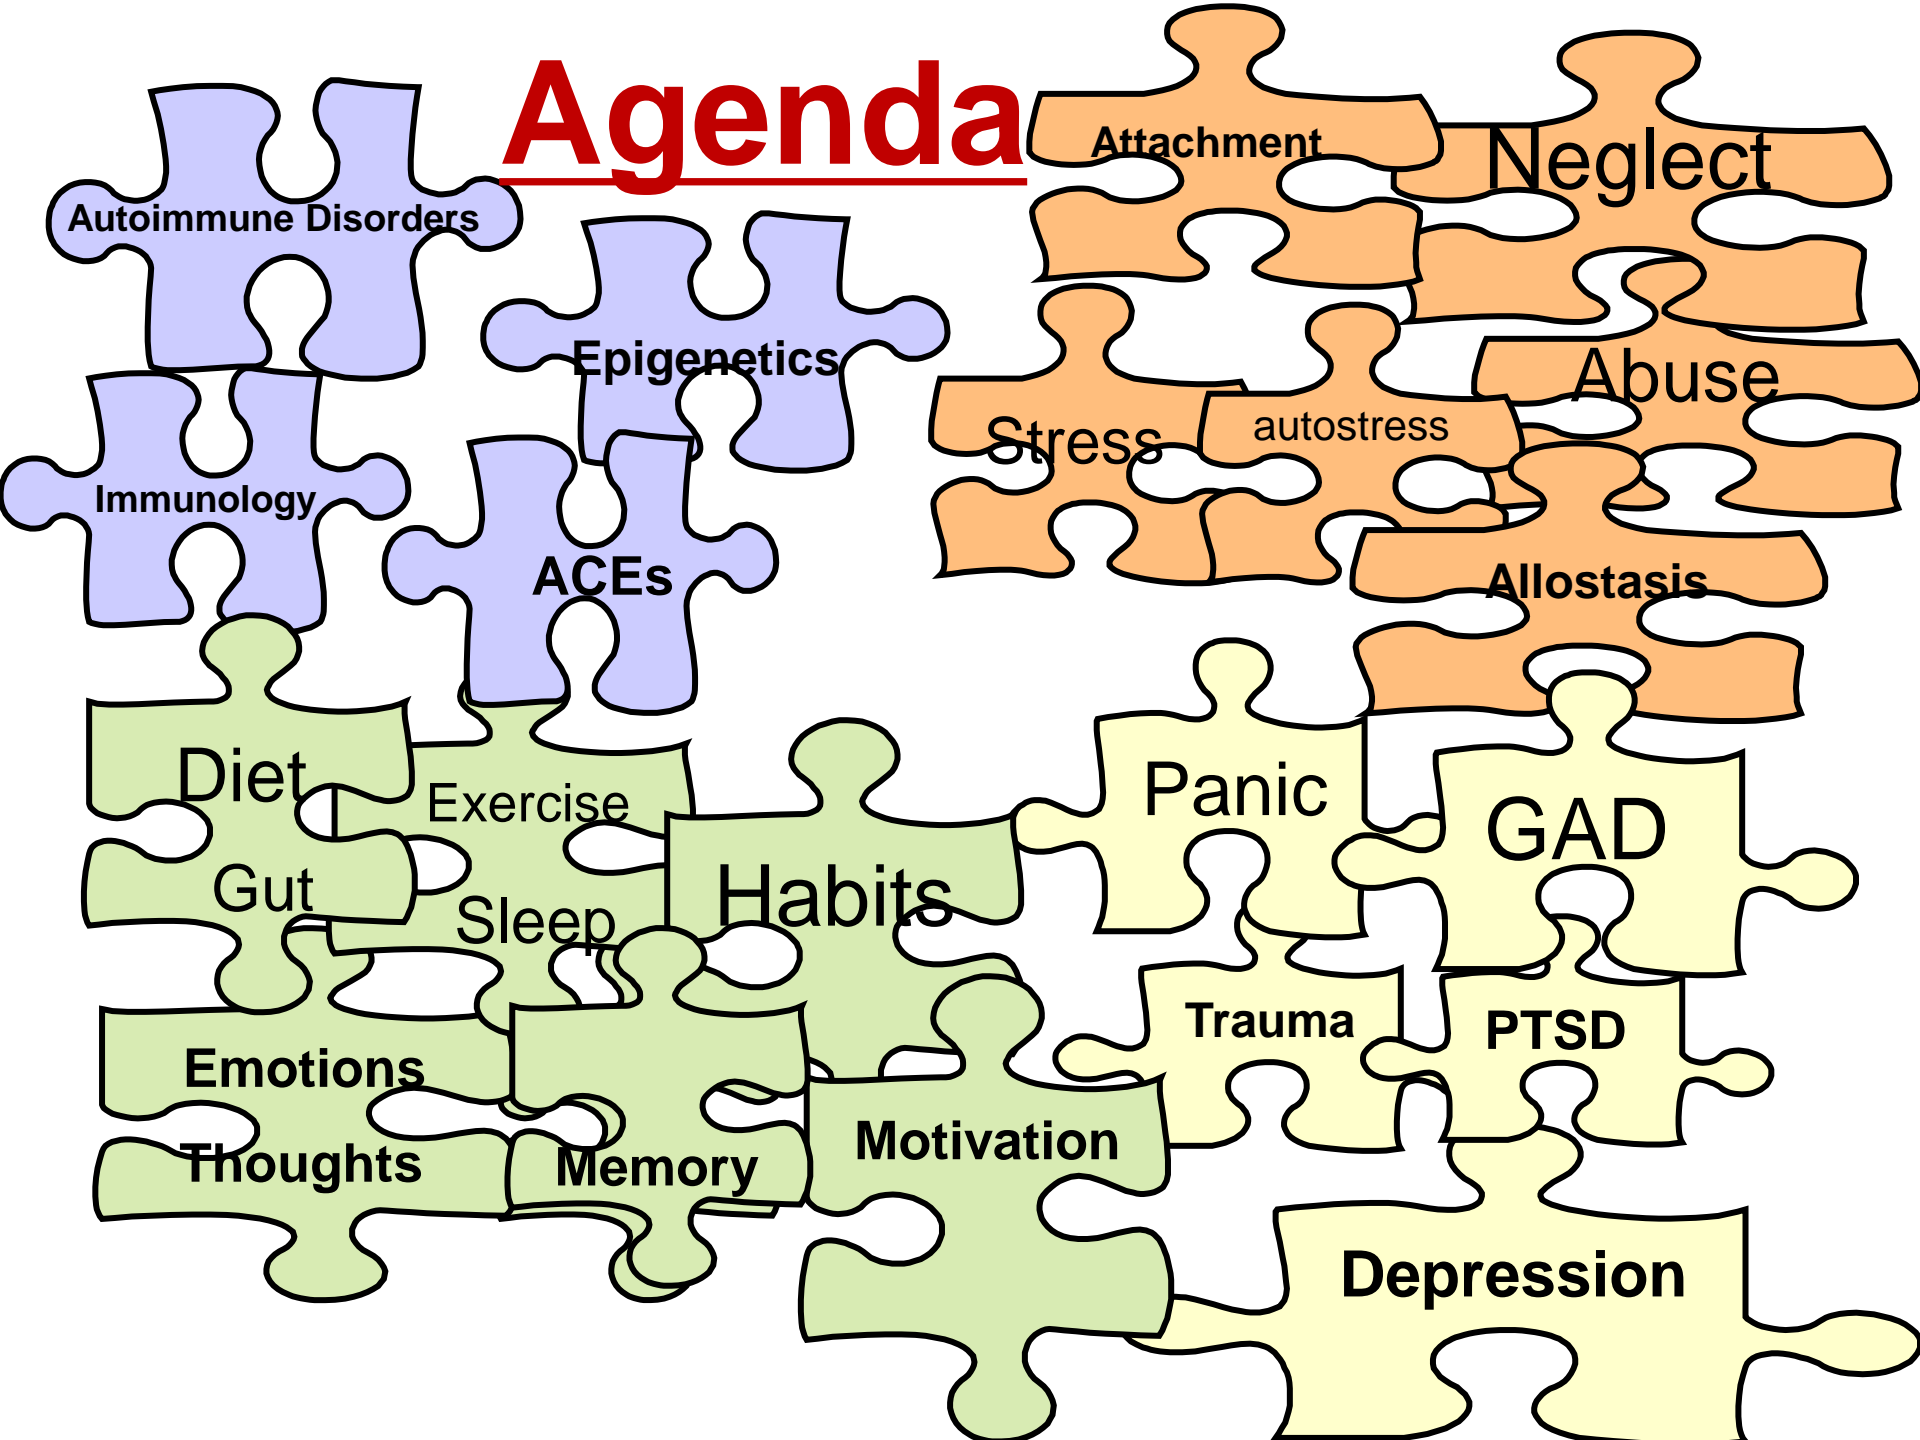 Agenda
Autoimmune Disorders
Epigenetics
Immunology
ACEs
Attachment
Neglect
Abuse
Stress
autostress
Allostasis
Diet
Gut
Exercise
Sleep
Habits
Emotions
Thoughts
Memory
Motivation
Panic
GAD
Trauma
PTSD
Depression